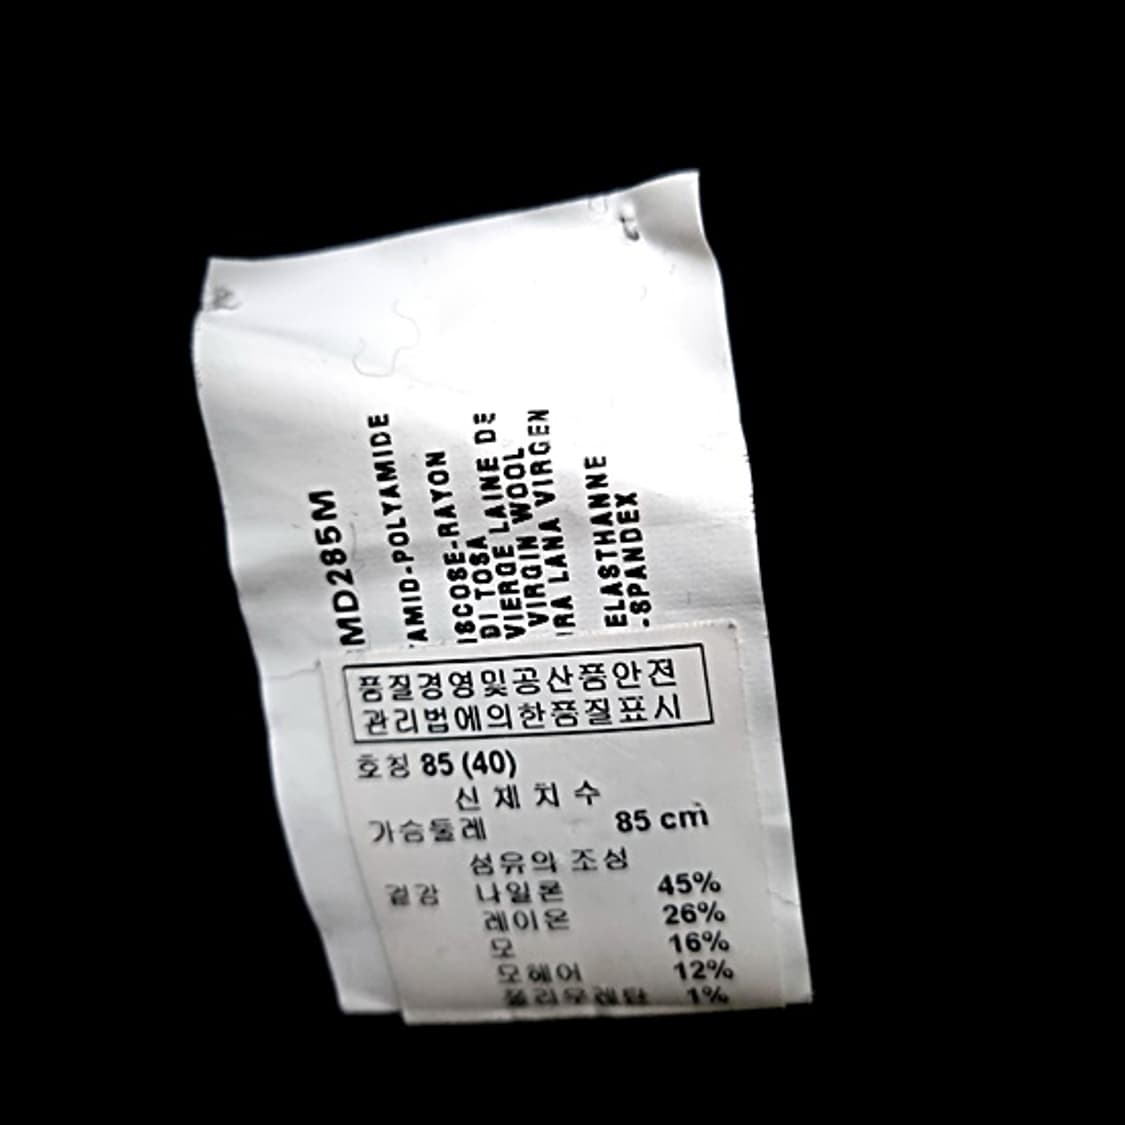 MD285M
AMID-POLYAMIDE
ISCOSE-RAYON
DI TOSA
VIERGE LAINE DE
VIRGIN WOOL
RA LANA VIRGEN
ELASTHANNE
-SPANDEX
품질경영및공산품안전
관리법에의한품질표시
호칭 85 (40)
신 체 치 수
가슴둘레 85 cm
섬유의 조성
겉감 나일론 45%
레이온 26%
모 16%
모헤어 12%
폴리우레탄 1%